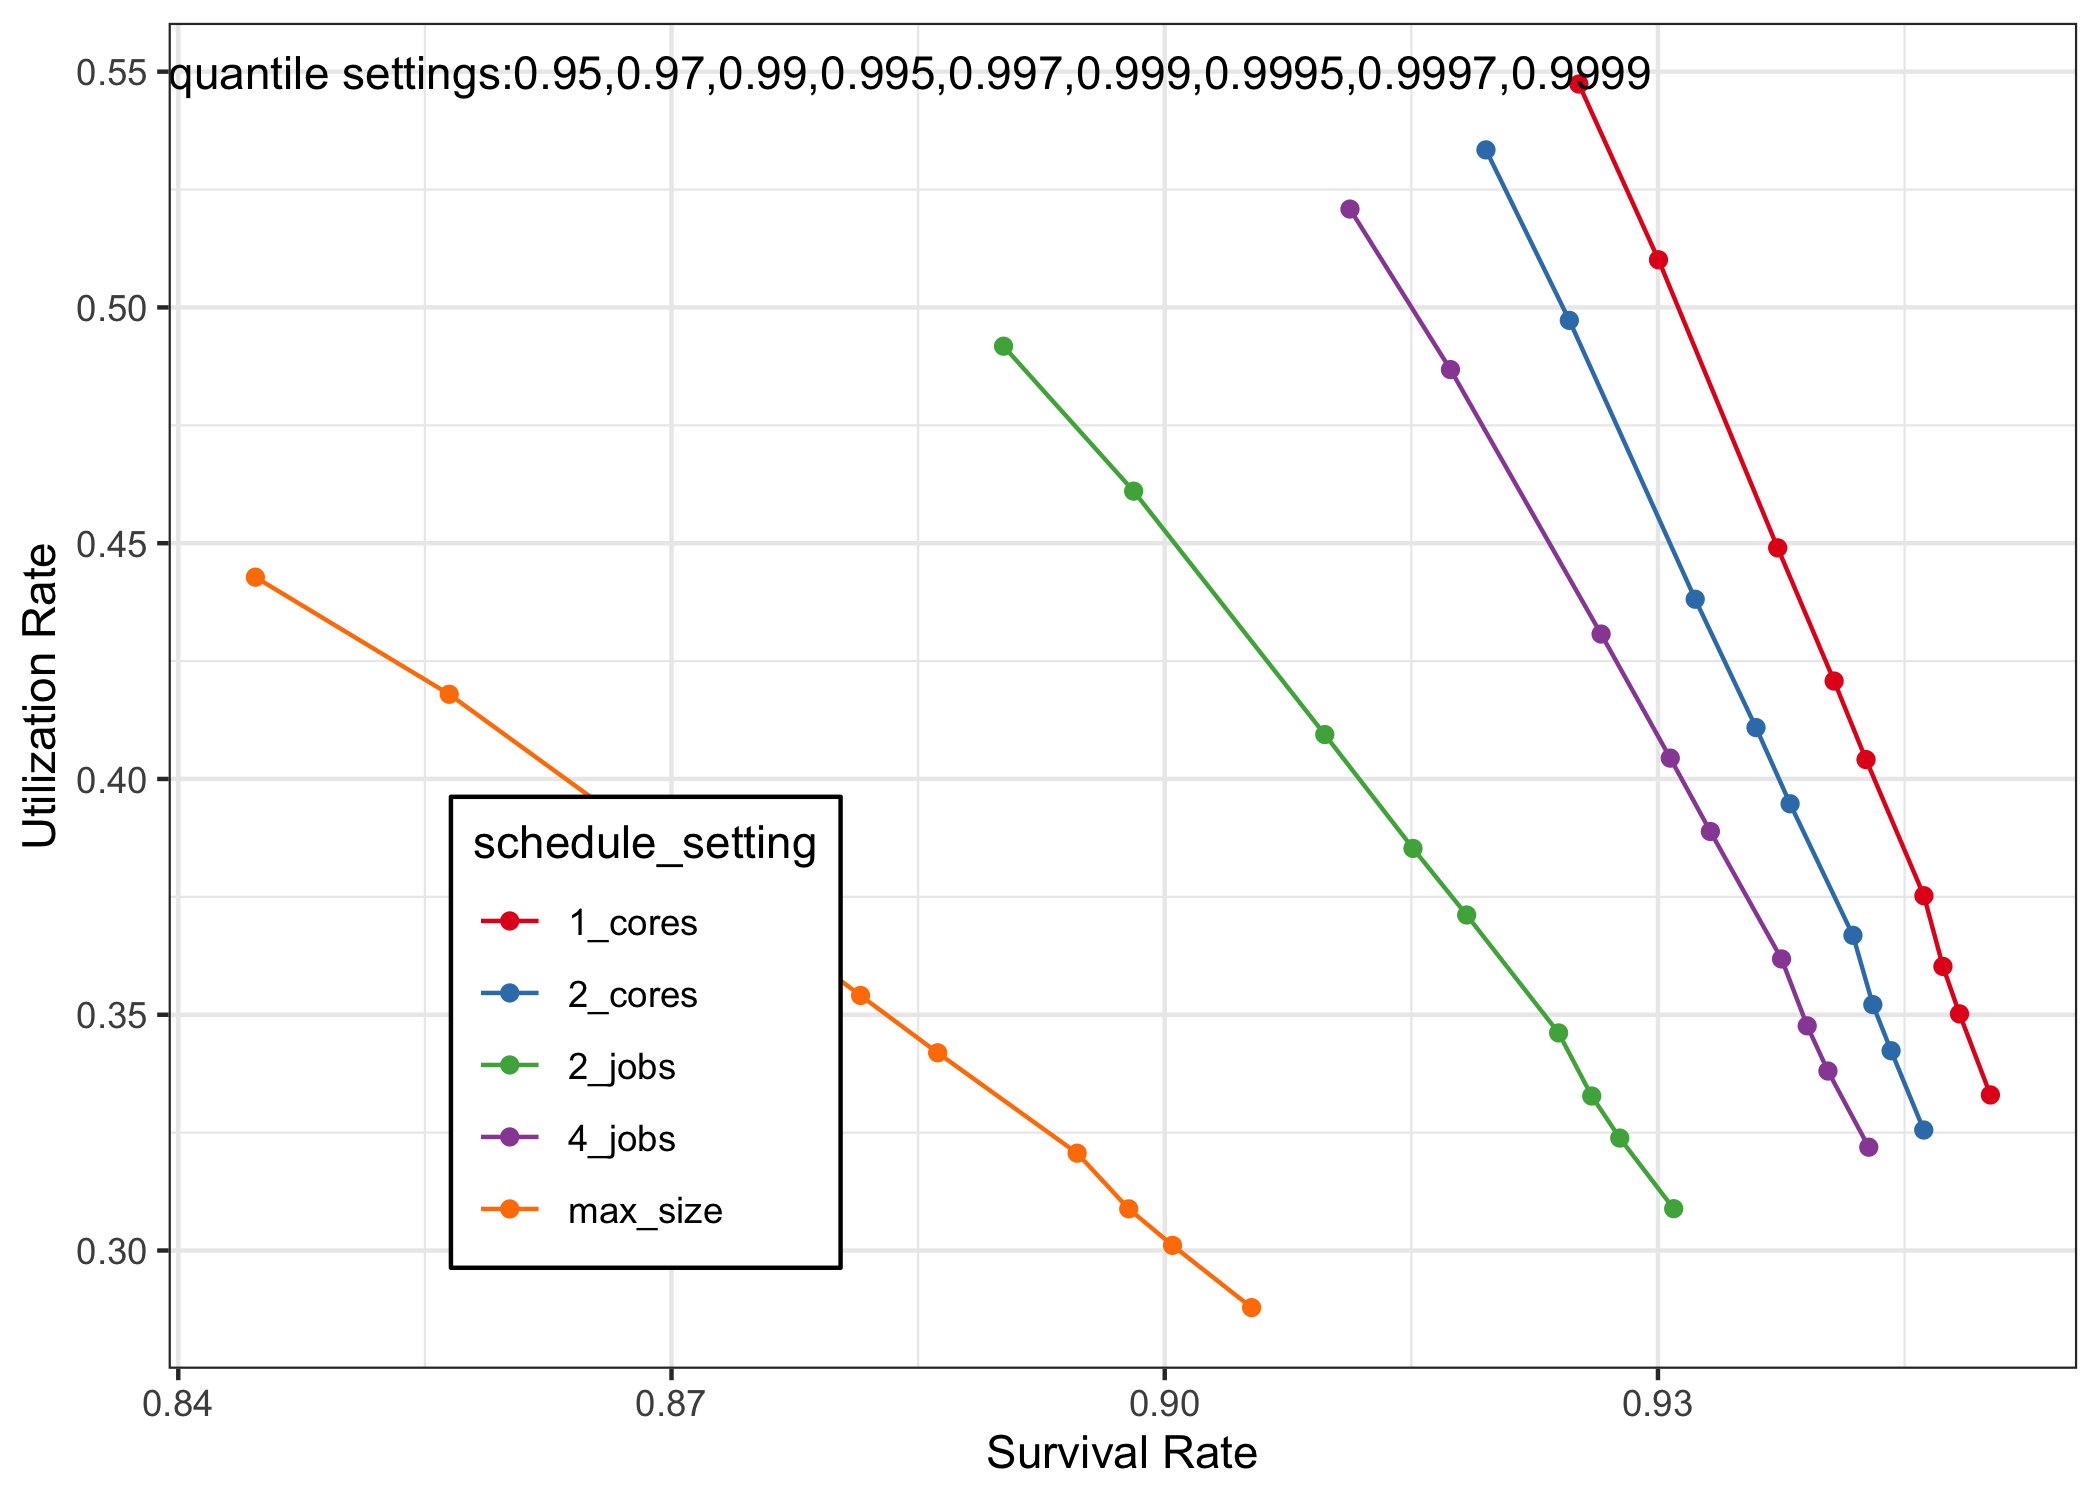 quantile settings:0.95,0.97,0.99,0.995,0.997,0.999,0.9995,0.9997,0.9999
0.55
0.50
0.45
0.40
0.35
0.30
Utilization Rate
schedule_setting
1_cores
2_cores
2_jobs
4_jobs
max_size
0.84 0.87 0.90 0.93
Survival Rate